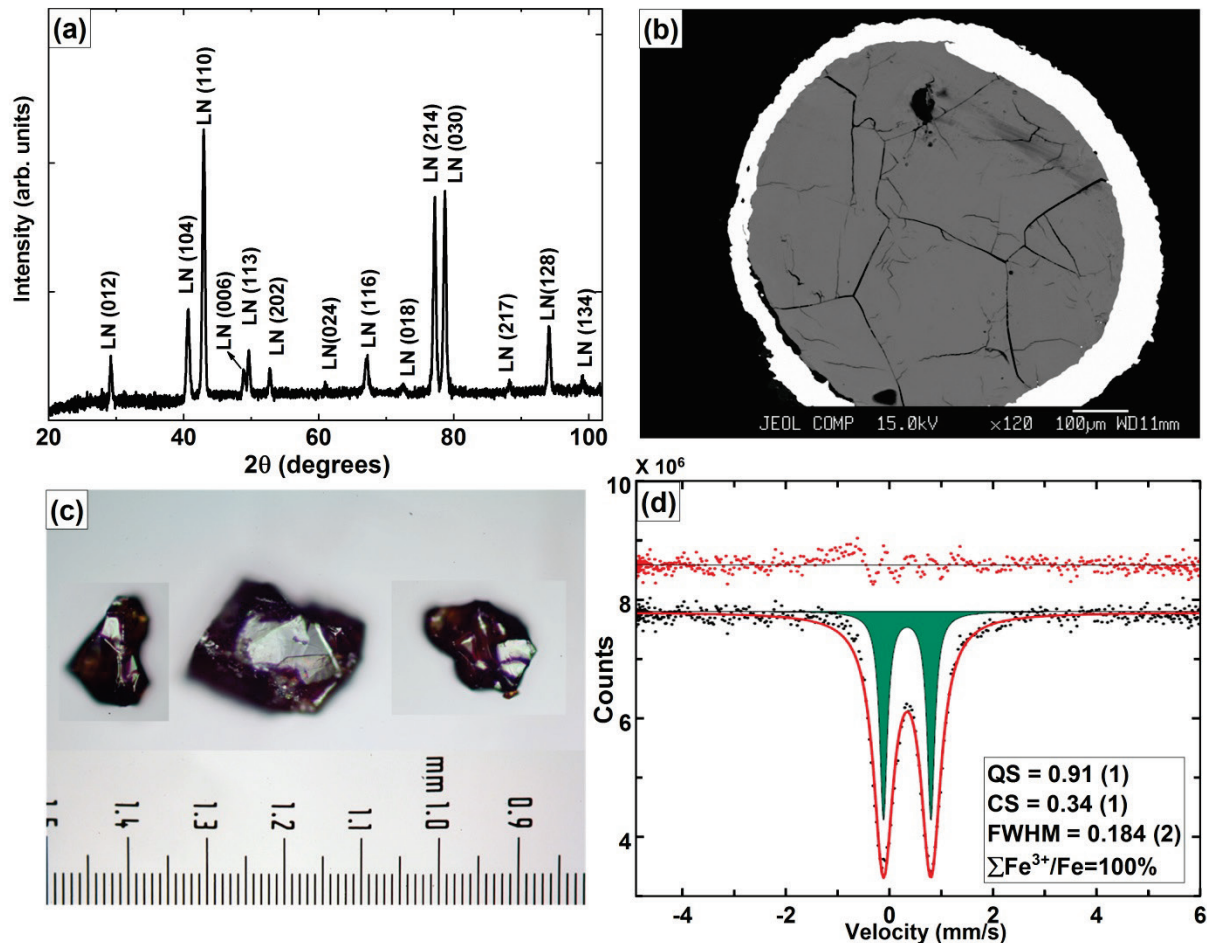 (a)
LN (012)
LN (104)
LN (110)
LN (006)
LN (113)
LN (202)
LN(024)
LN (116)
LN (018)
LN (214)
LN (030)
LN (217)
LN(128)
LN (134)
Intensity (arb. units)
20 40 60 80 100
2θ (degrees)
(b)
JEOL COMP 15.0kV ×120 100μm WD11mm
(c)
1.5 1.4 1.3 1.2 1.1 mm 1.0 0.9
X 10⁶
(d)
10
8
6
4
Counts
QS = 0.91 (1)
CS = 0.34 (1)
FWHM = 0.184 (2)
∑Fe³⁺/Fe=100%
-4 -2 0 2 4 6
Velocity (mm/s)